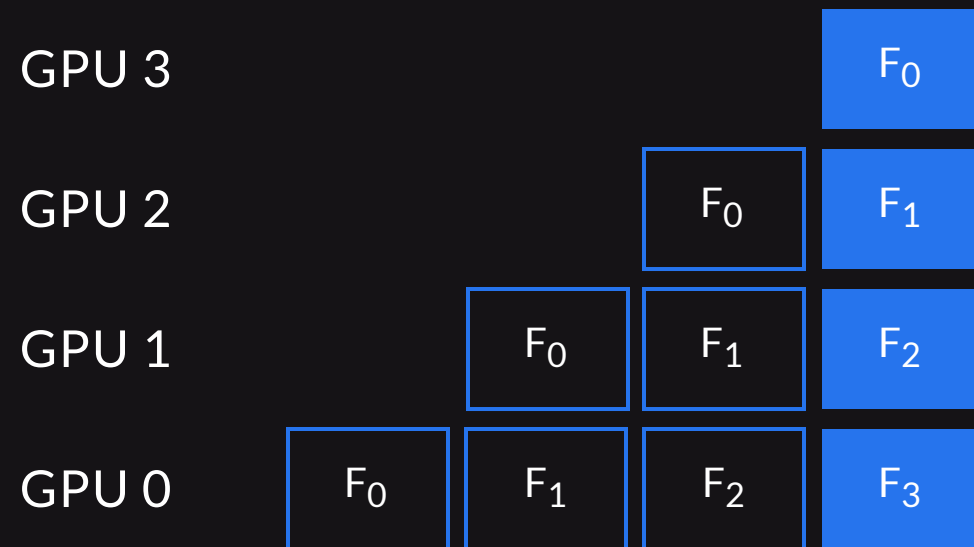 GPU 3 F₀
GPU 2 F₀ F₁
GPU 1 F₀ F₁ F₂
GPU 0 F₀ F₁ F₂ F₃